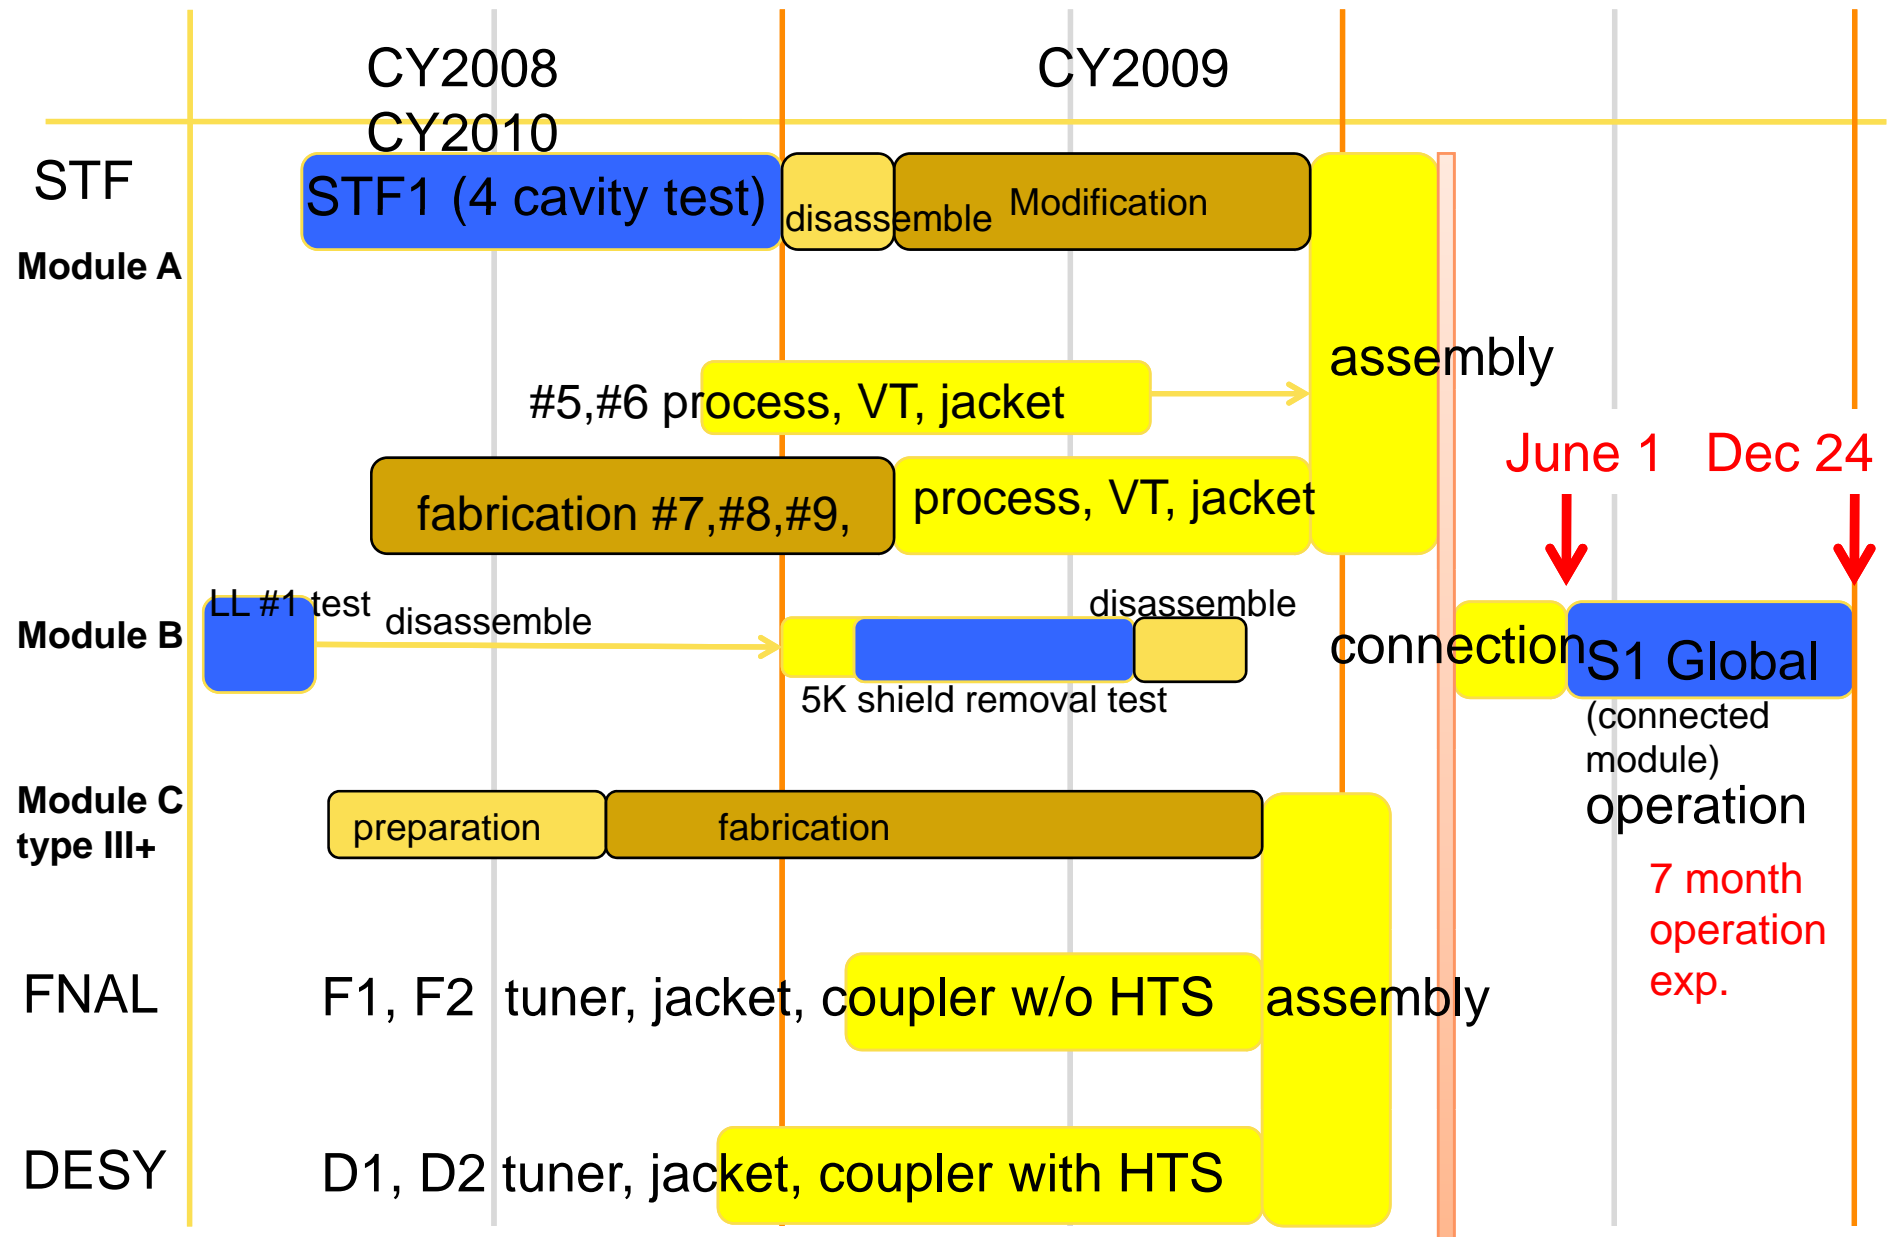 CY2008 CY2009
CY2010
STF
STF1 (4 cavity test)
disassemble
Modification
Module A
assembly
#5,#6 process, VT, jacket
June 1 Dec 24
fabrication #7,#8,#9,
process, VT, jacket
LL #1 test
disassemble
disassemble
Module B
connection
S1 Global
5K shield removal test
(connected
module)
operation
Module C
type III+
preparation
fabrication
7 month
operation
exp.
FNAL
F1, F2 tuner, jacket, coupler w/o HTS
assembly
DESY
D1, D2 tuner, jacket, coupler with HTS